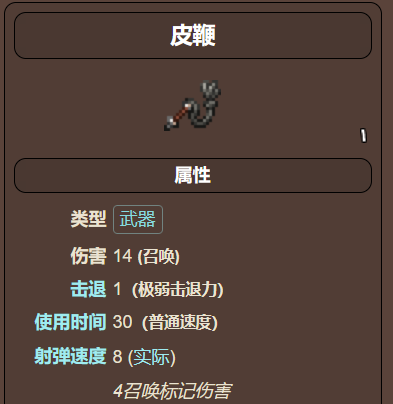 皮鞭
属性
类型 武器
伤害 14 (召唤)
击退 1 (极弱击退力)
使用时间 30 (普通速度)
射弹速度 8 (实际)
4召唤标记伤害